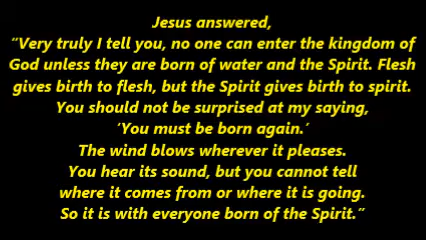 Jesus answered,
“Very truly I tell you, no one can enter the kingdom of
God unless they are born of water and the Spirit. Flesh
gives birth to flesh, but the Spirit gives birth to spirit.
You should not be surprised at my saying,
‘You must be born again.’
The wind blows wherever it pleases.
You hear its sound, but you cannot tell
where it comes from or where it is going.
So it is with everyone born of the Spirit.”